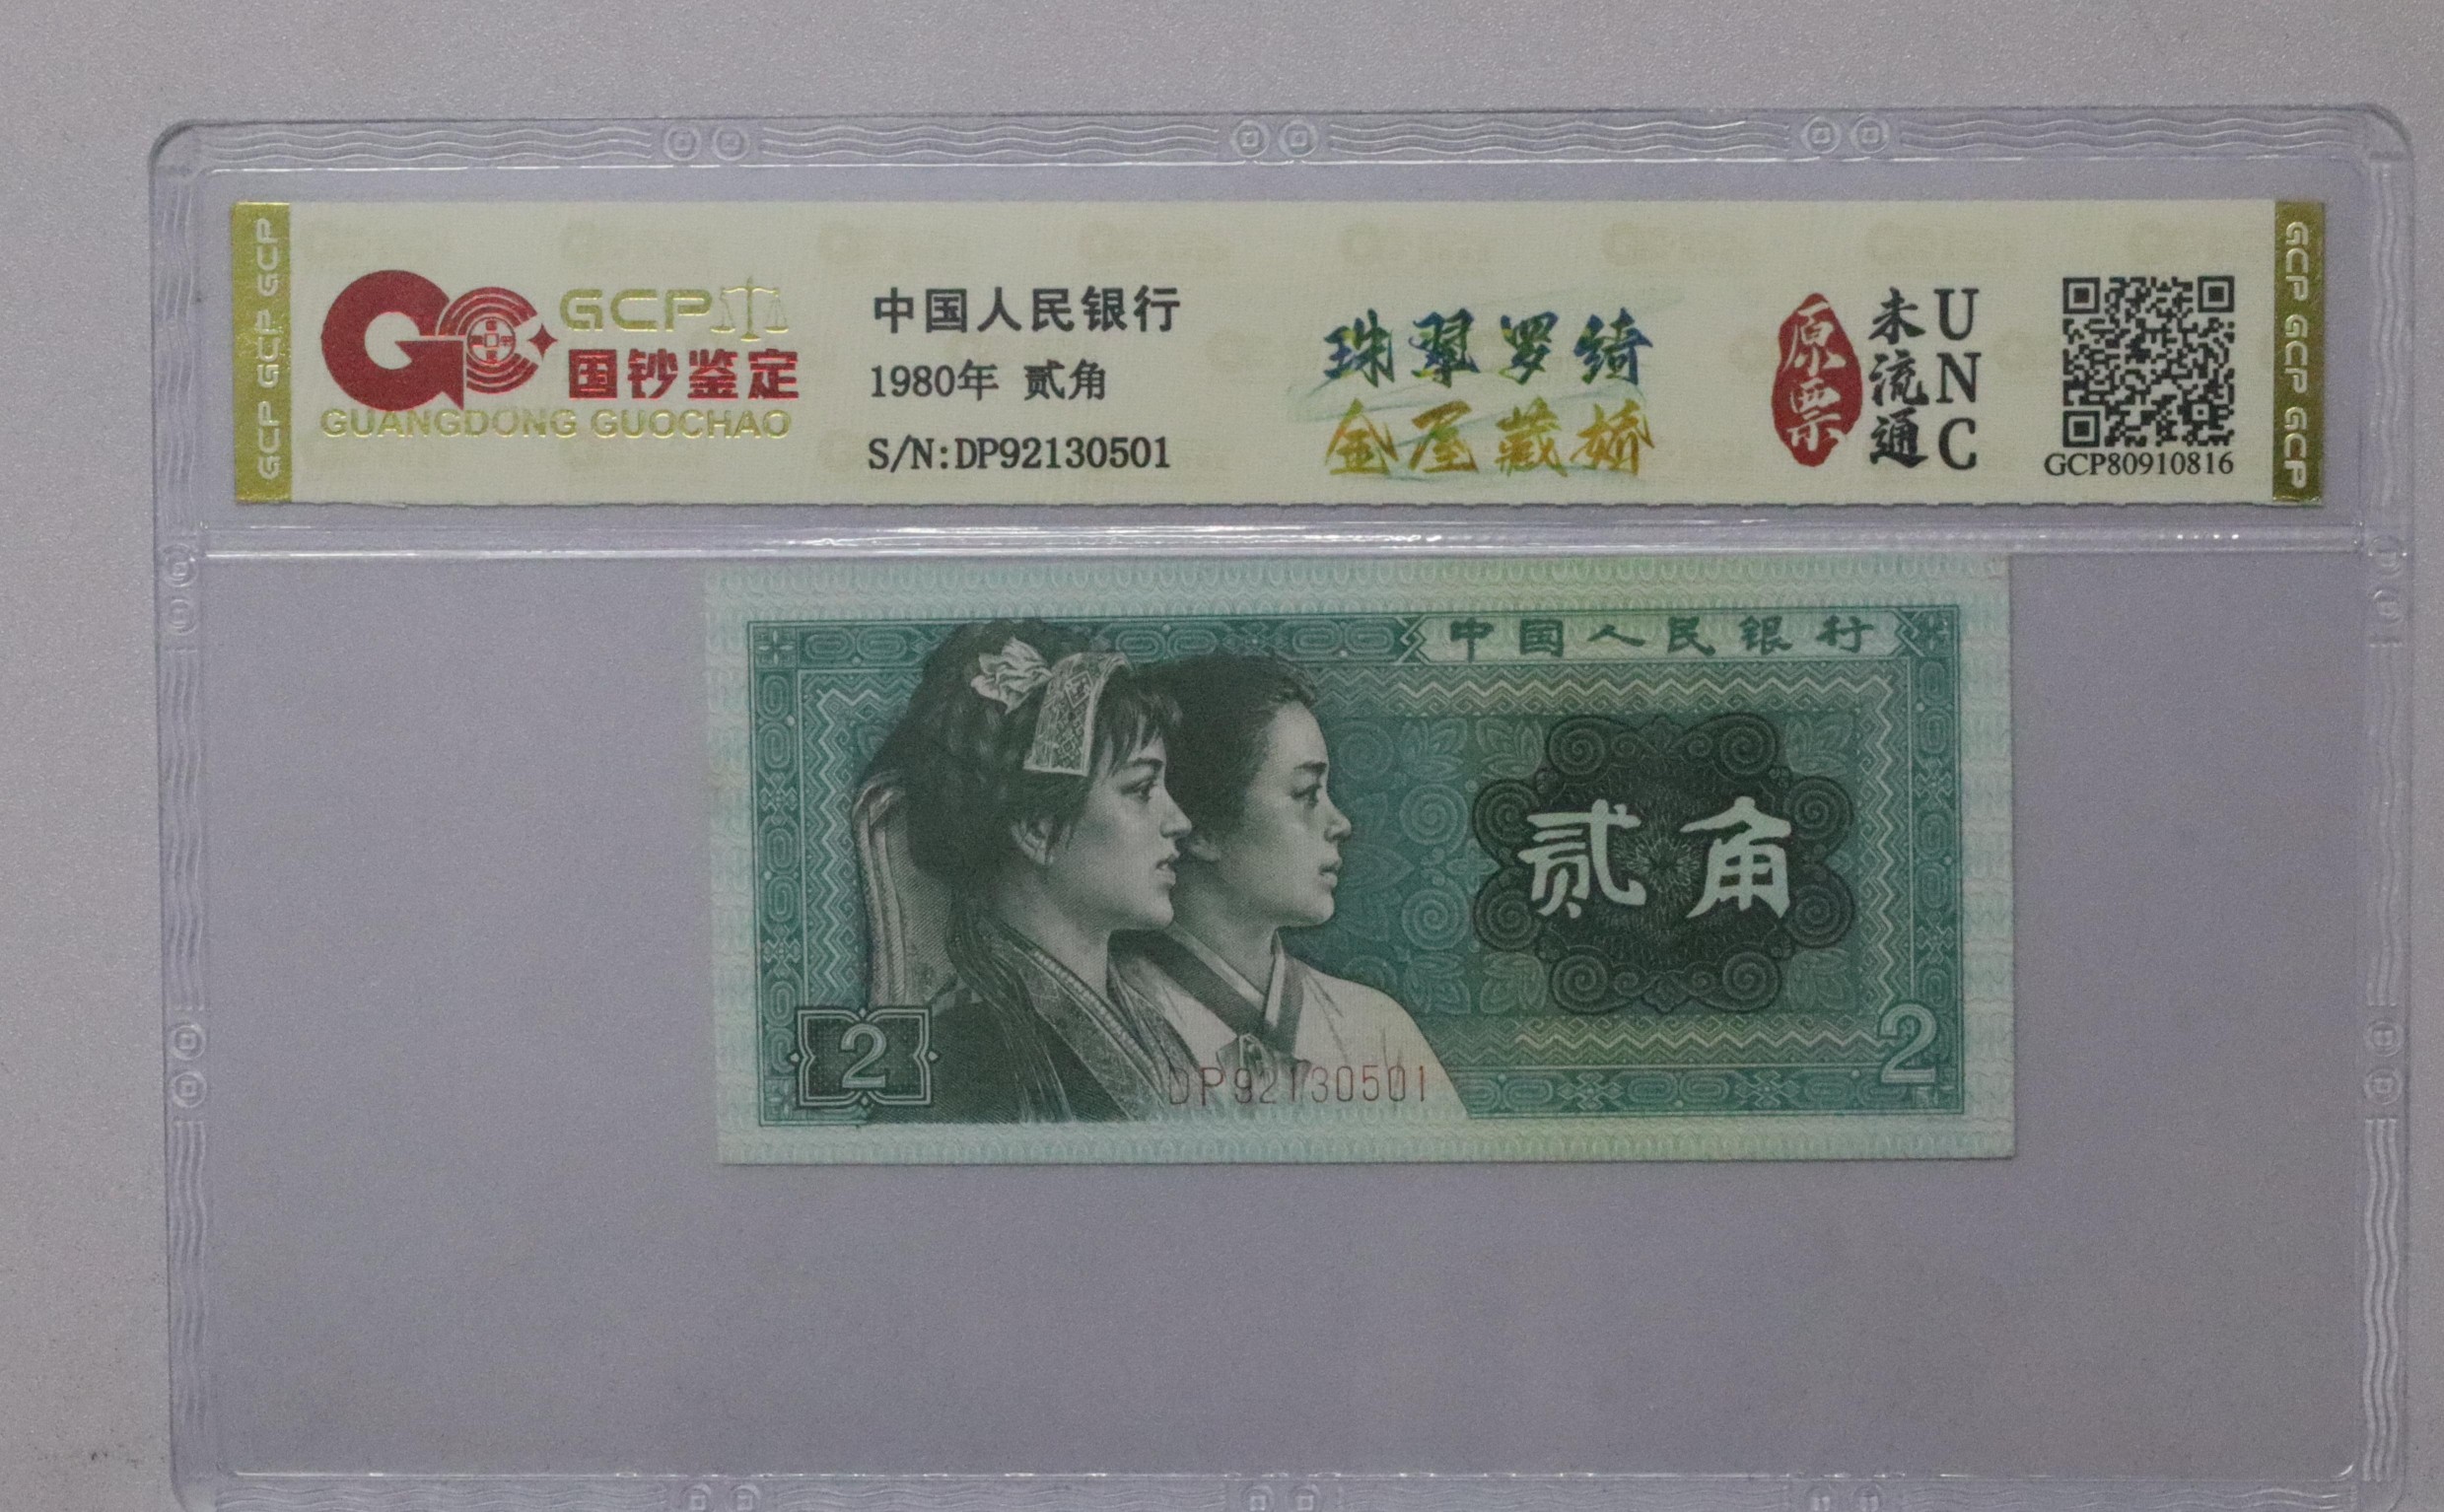 GCP GCP GCP
GCP
国钞鉴定
GUANGDONG GUOCHAO
中国人民银行
1980年 贰角
S/N:DP92130501
珠翠罗绮
金屋藏娇
原票
未流通
UNC
GCP80910816
GCP GCP GCP
中国人民银行
贰角
2
DP92130501
2